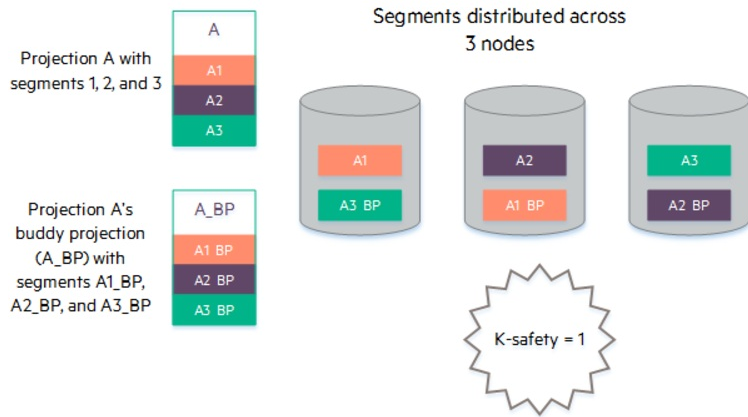 Segments distributed across
3 nodes
Projection A with
segments 1, 2, and 3
A
A1
A2
A3
A1
A3 BP
A2
A1 BP
A3
A2 BP
Projection A's
buddy projection
(A_BP) with
segments A1_BP,
A2_BP, and A3_BP
A_BP
A1 BP
A2 BP
A3 BP
K-safety = 1